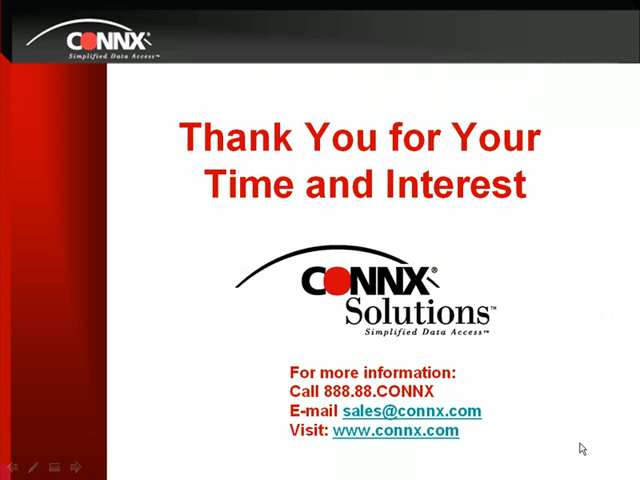 CONNX
Simplified Data Access™
Thank You for Your
Time and Interest
CONNX®
Solutions™
Simplified Data Access™
For more information:
Call 888.88.CONNX
E-mail sales@connx.com
Visit: www.connx.com